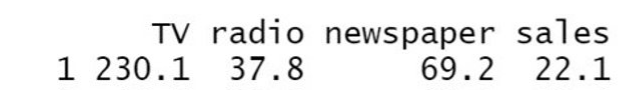 TV radio newspaper sales
1 230.1 37.8 69.2 22.1